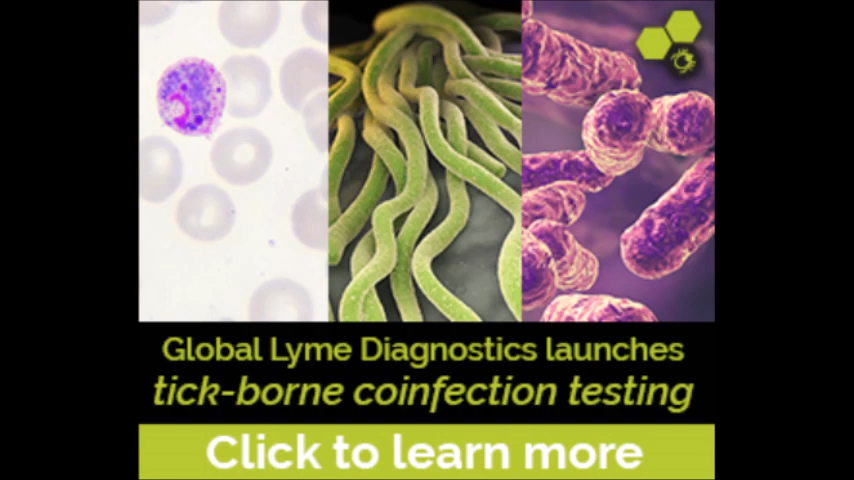 Global Lyme Diagnostics launches
tick-borne coinfection testing
Click to learn more